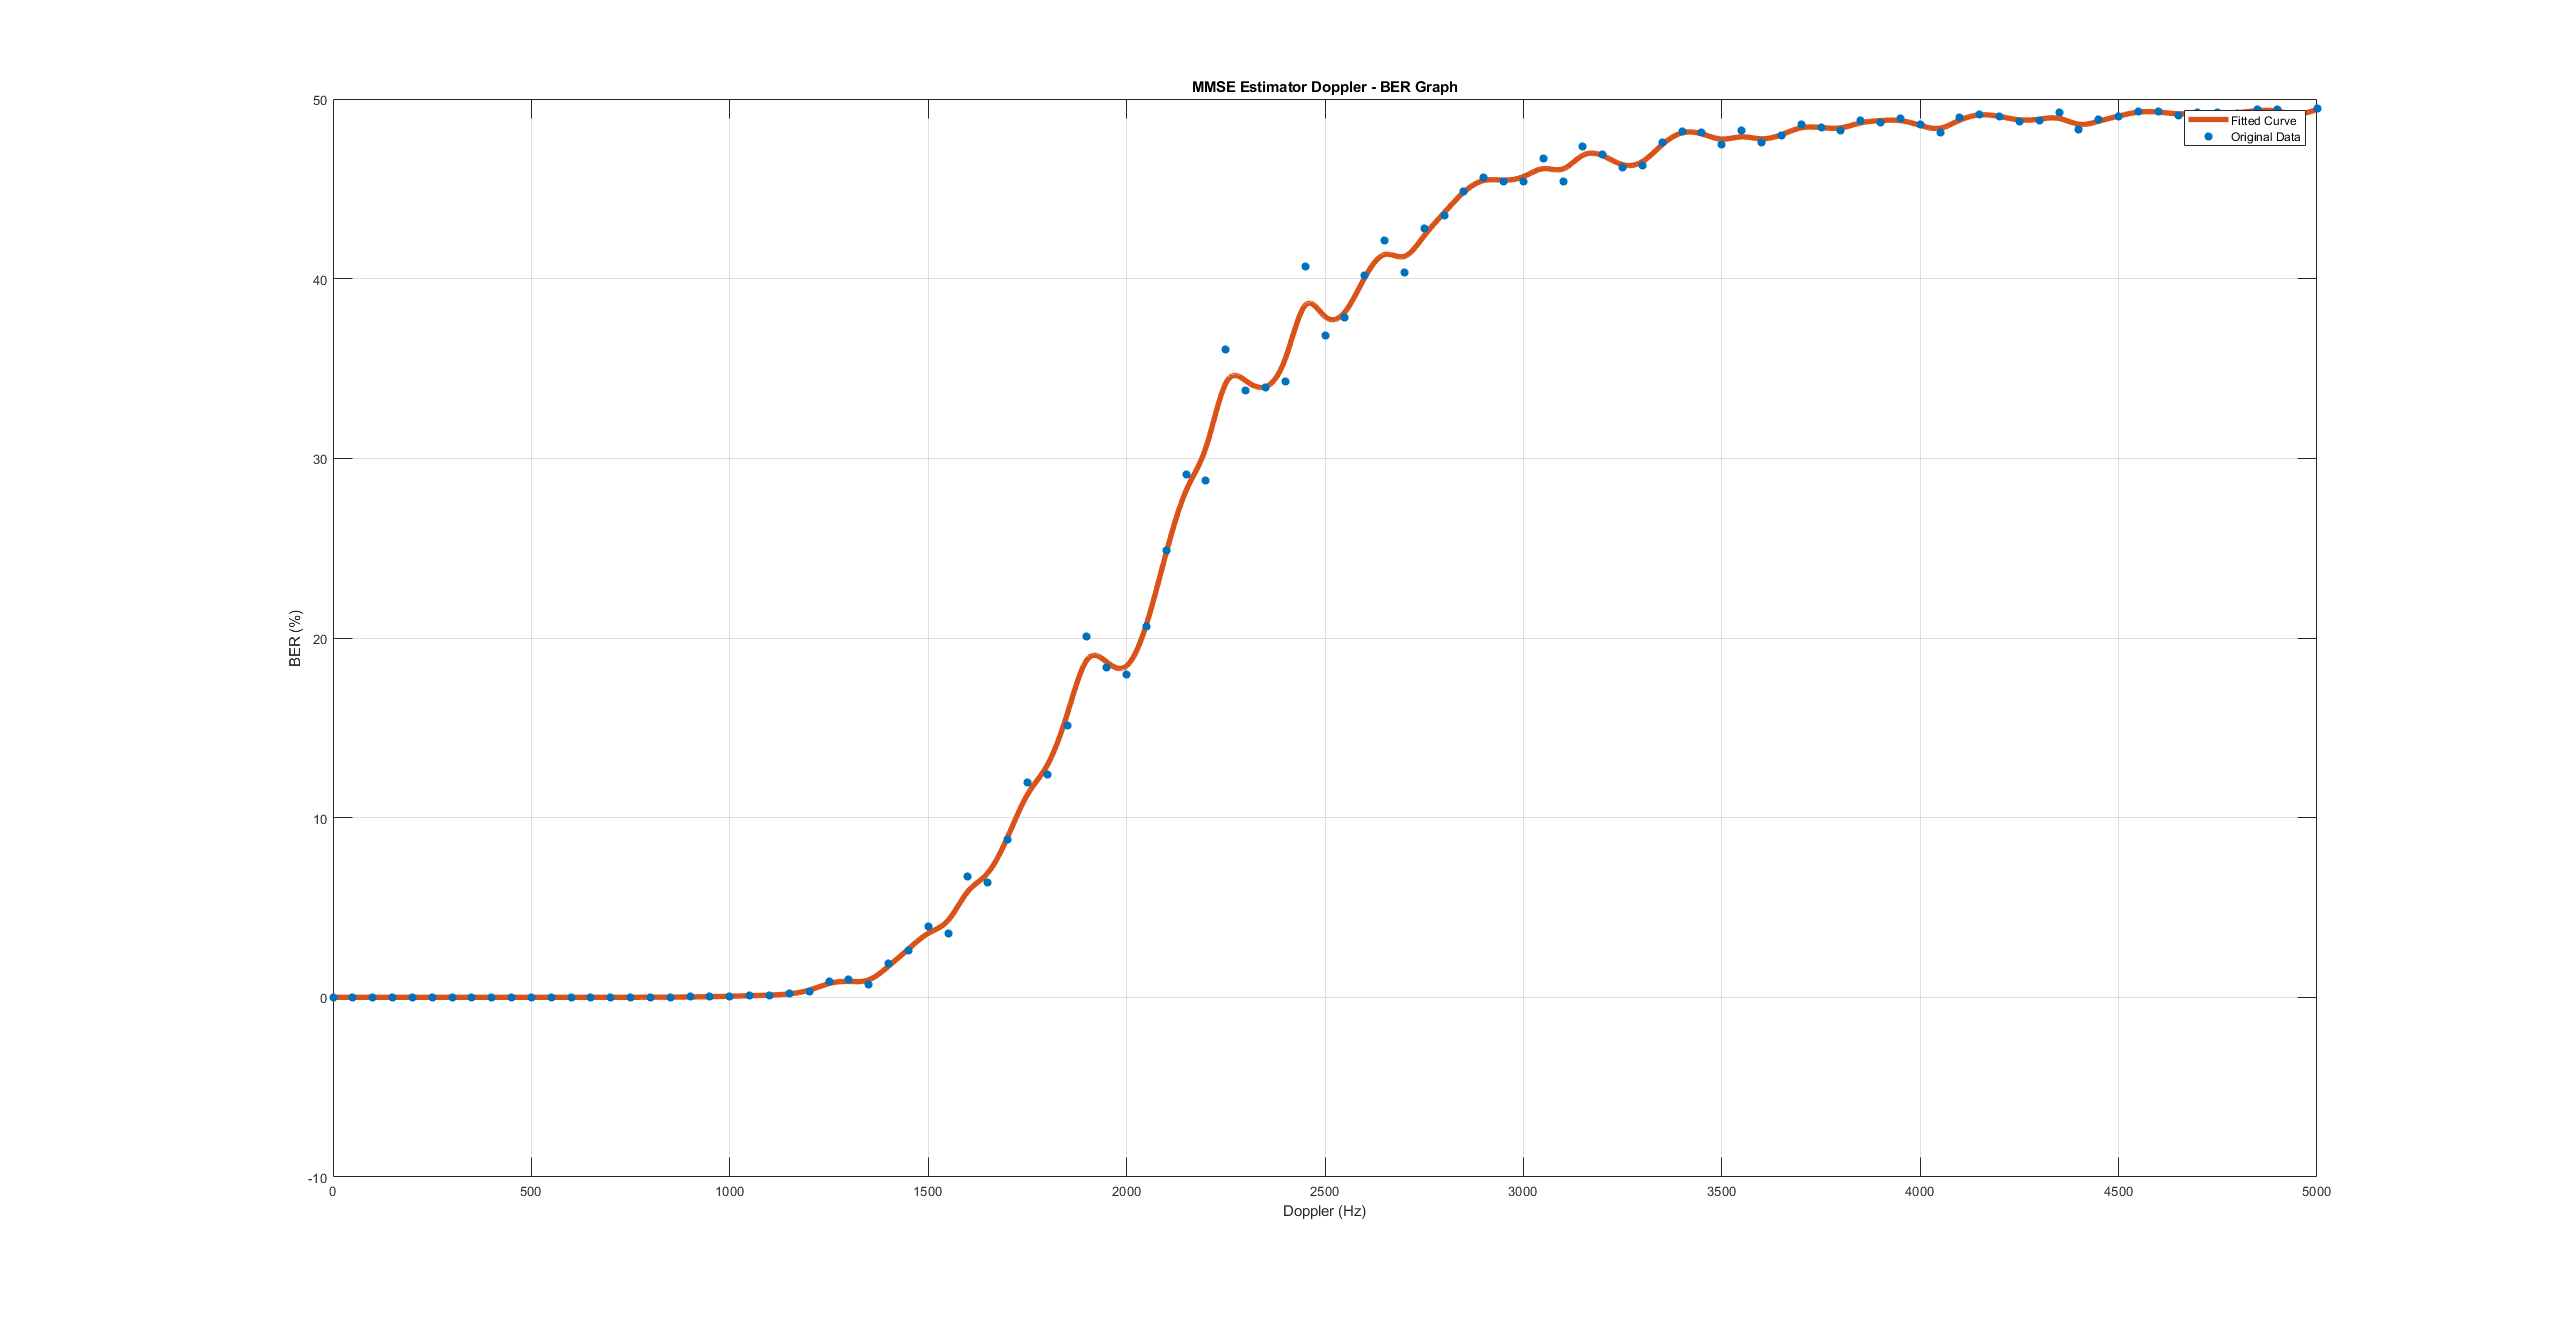 MMSE Estimator Doppler - BER Graph
50
40
30
20
10
0
-10
BER (%)
Fitted Curve
Original Data
0 500 1000 1500 2000 2500 3000 3500 4000 4500 5000
Doppler (Hz)